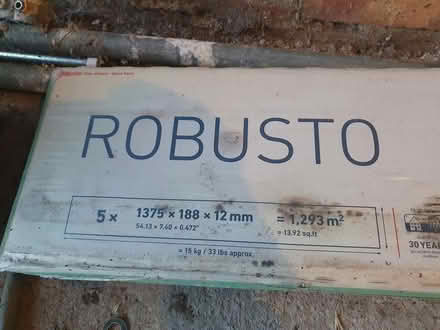 ROBUSTO
5 × 1375 × 188 × 12 mm = 1,293 m²
54.13 × 7.40 × 0.472" = 13.92 sq.ft
= 15 kg / 33 lbs approx.
30 YEAR